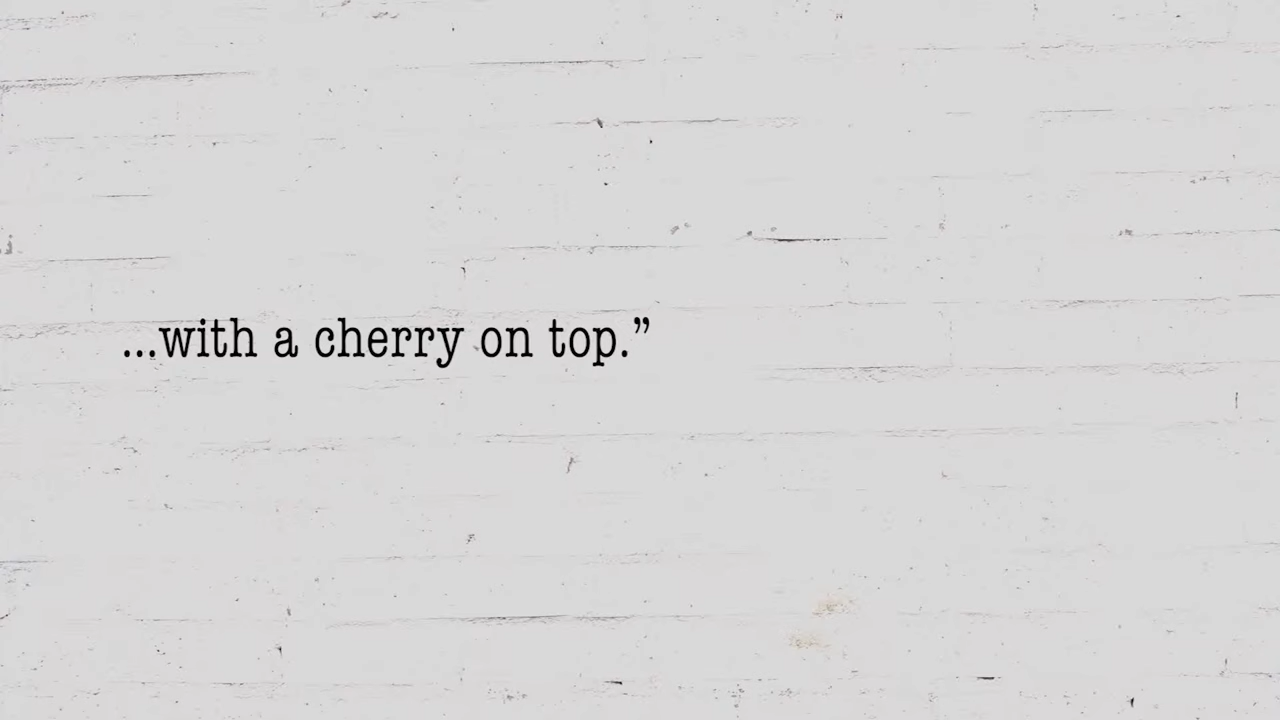 ...with a cherry on top.”